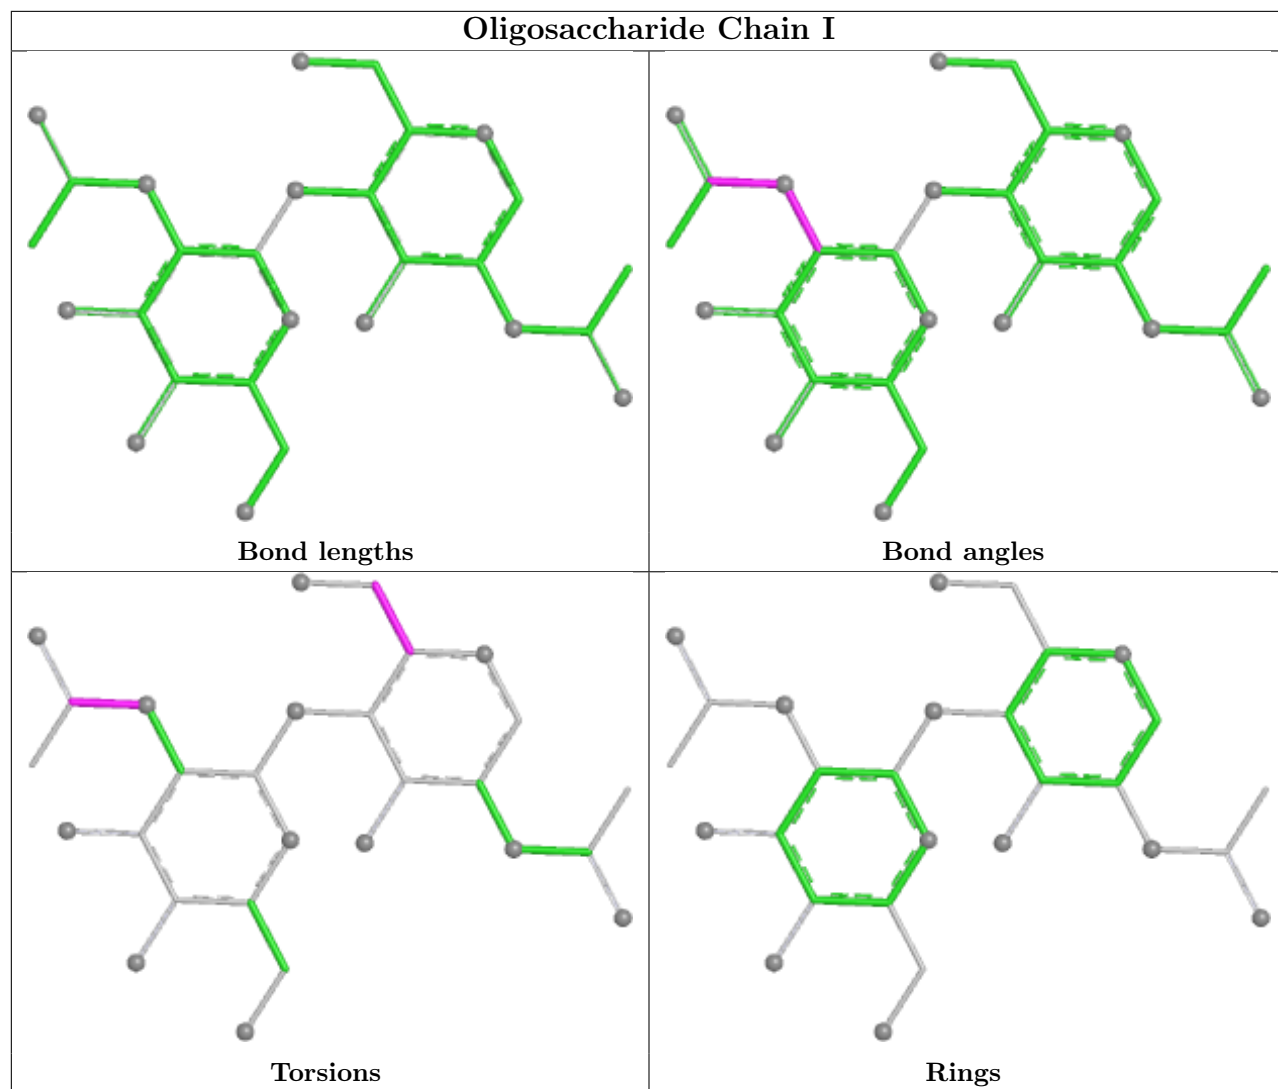 Oligosaccharide Chain I
Bond lengths
Bond angles
Torsions
Rings